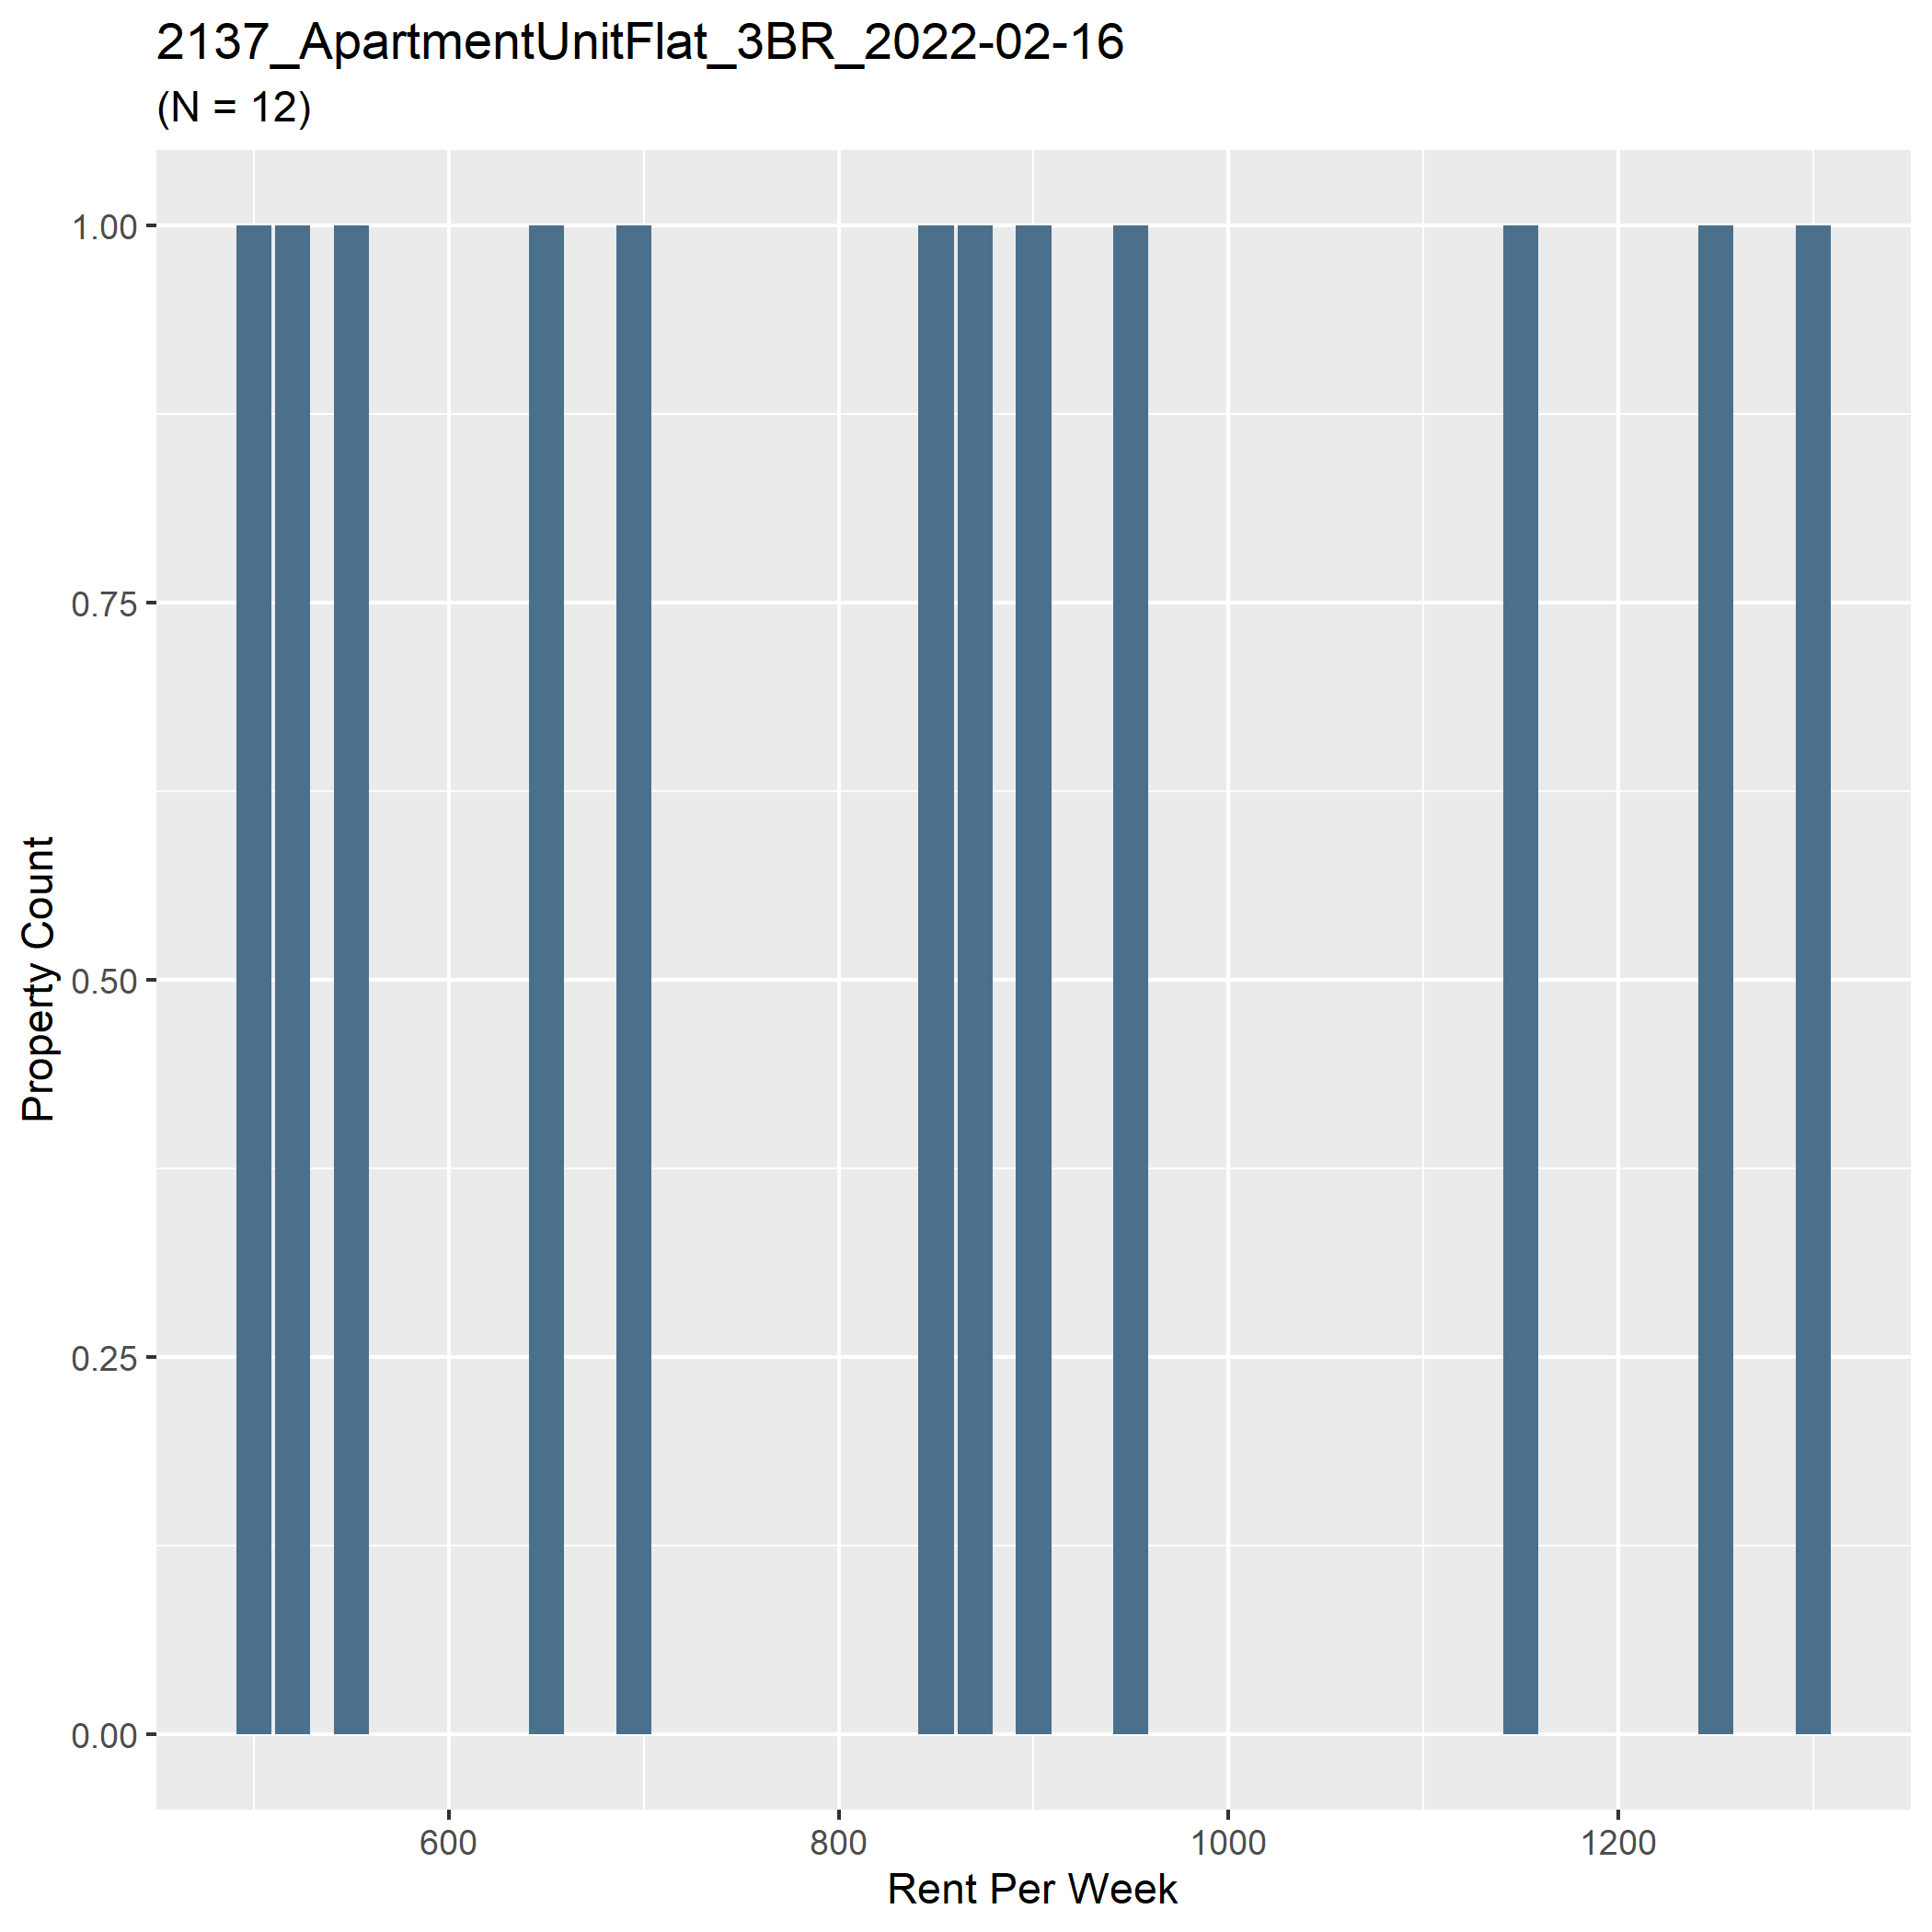 2137_ApartmentUnitFlat_3BR_2022-02-16
(N = 12)
1.00
0.75
0.50
0.25
0.00
Property Count
600 800 1000 1200
Rent Per Week